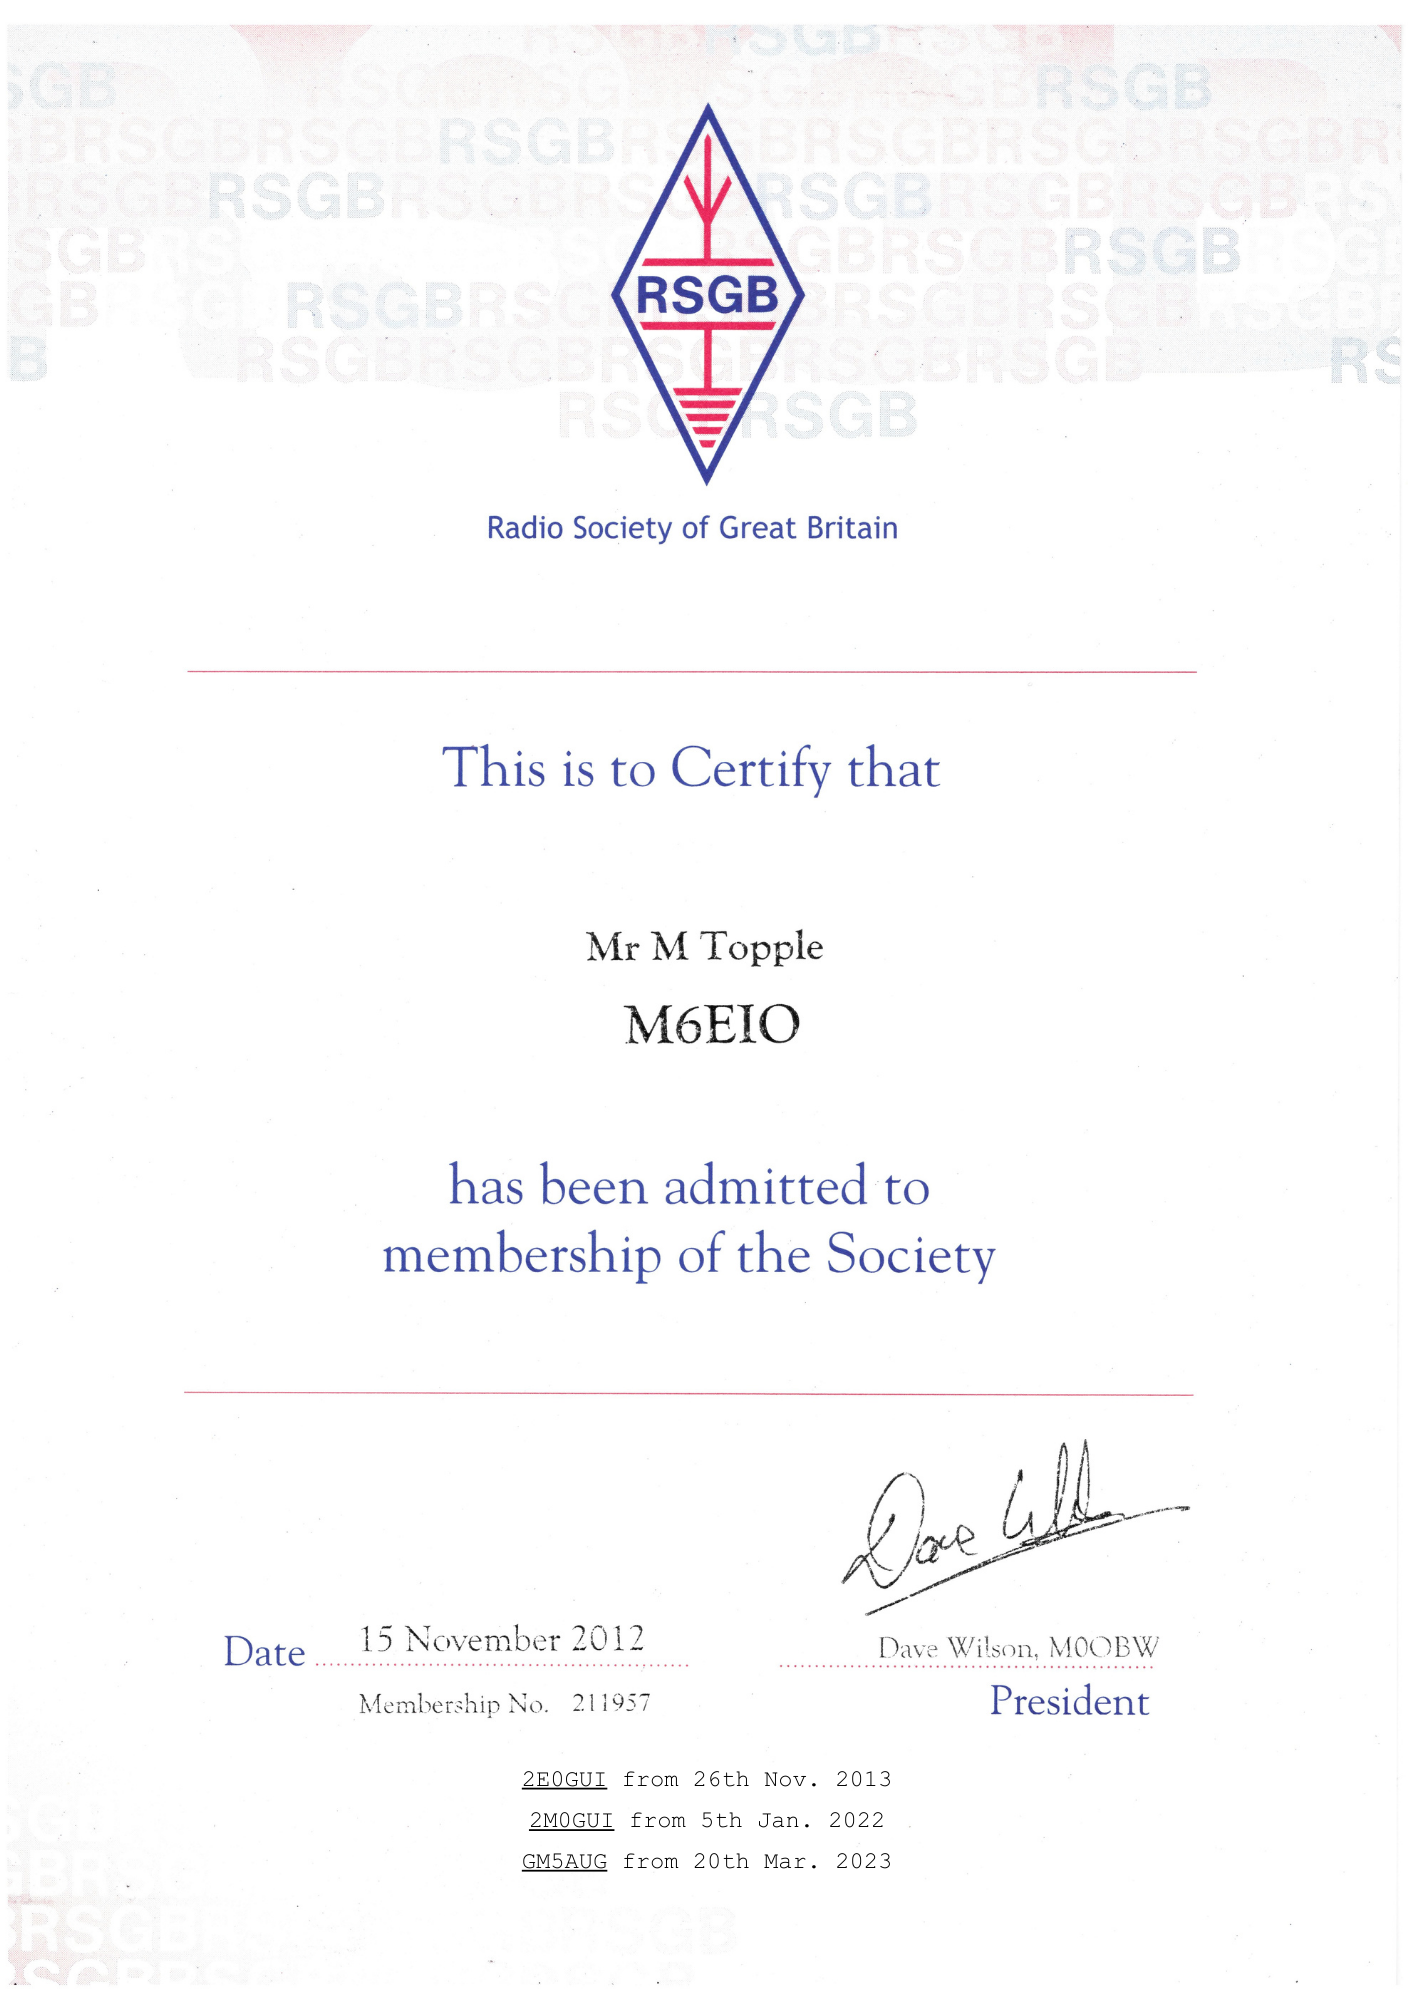 RSGB
Radio Society of Great Britain
This is to Certify that
Mr M Topple
M6EIO
has been admitted to
membership of the Society
Dave Wilson
15 November 2012
Dave Wilson, M0OBW
Date
Membership No. 211957
President
2E0GUI from 26th Nov. 2013
2M0GUI from 5th Jan. 2022
GM5AUG from 20th Mar. 2023